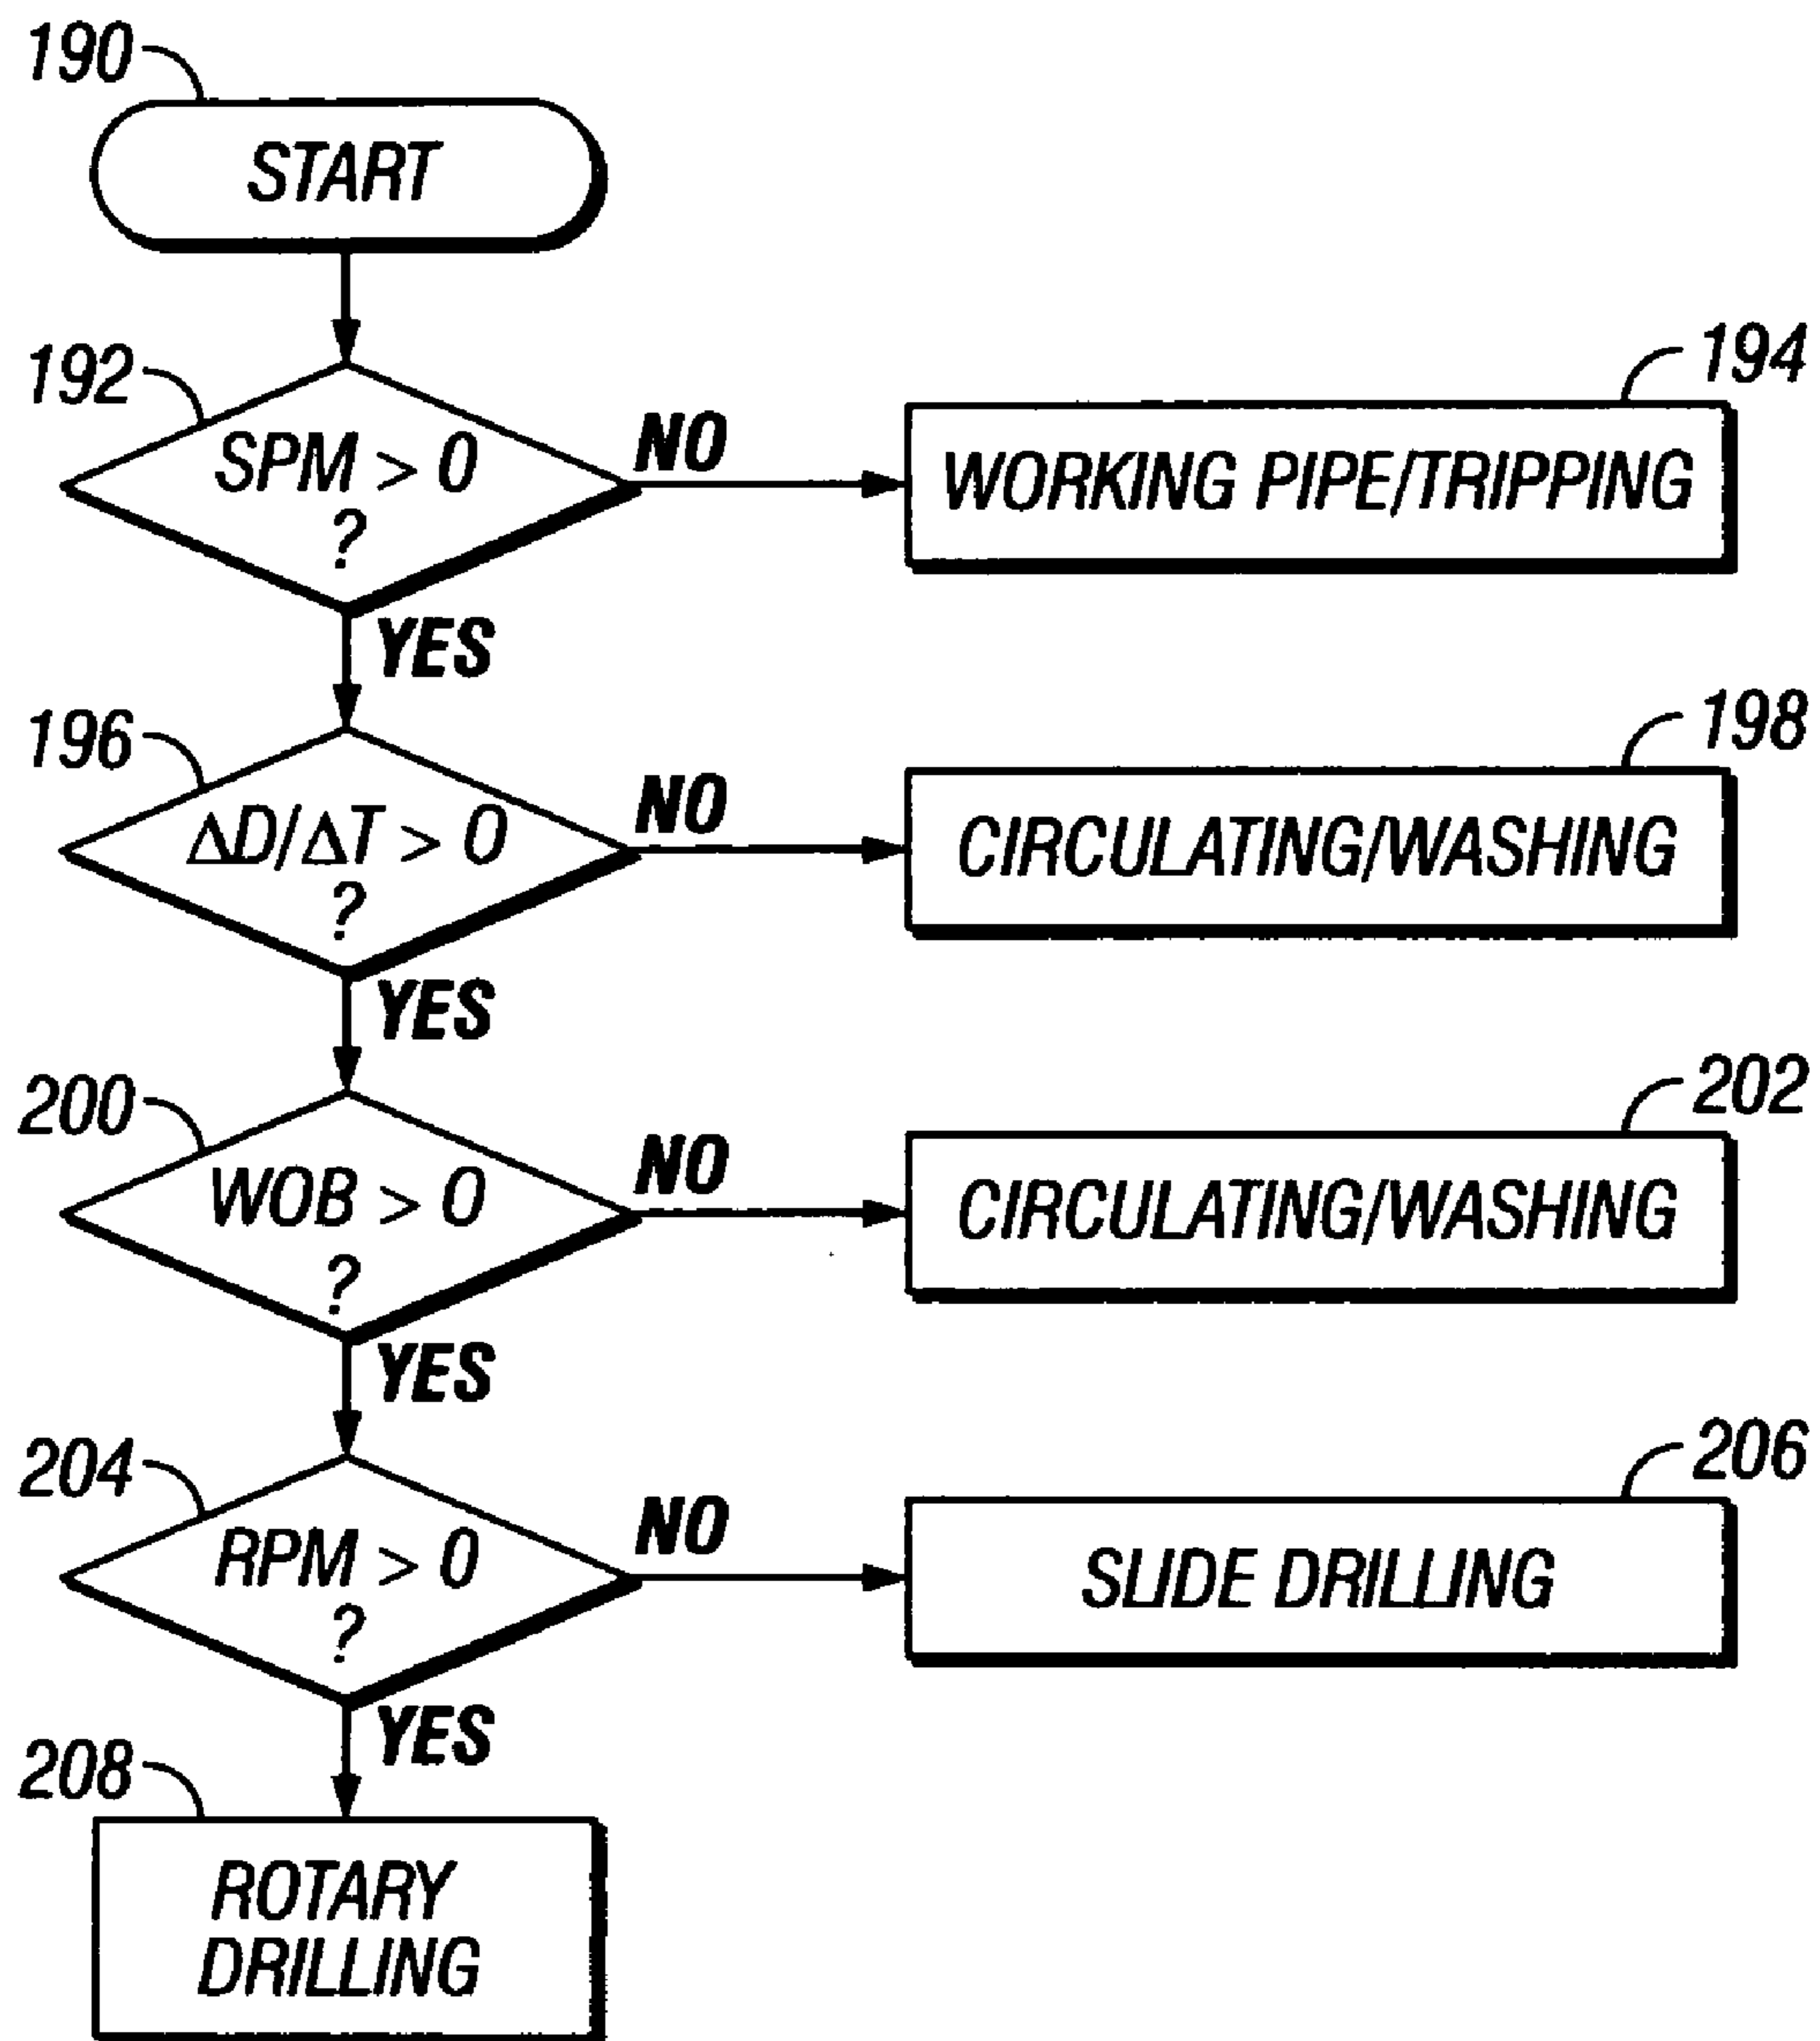 190
START
192
SPM > 0
?
NO
194
WORKING PIPE/TRIPPING
YES
196
ΔD/ΔT > 0
?
NO
198
CIRCULATING/WASHING
YES
200
WOB > 0
?
NO
202
CIRCULATING/WASHING
YES
204
RPM > 0
?
NO
206
SLIDE DRILLING
YES
208
ROTARY
DRILLING